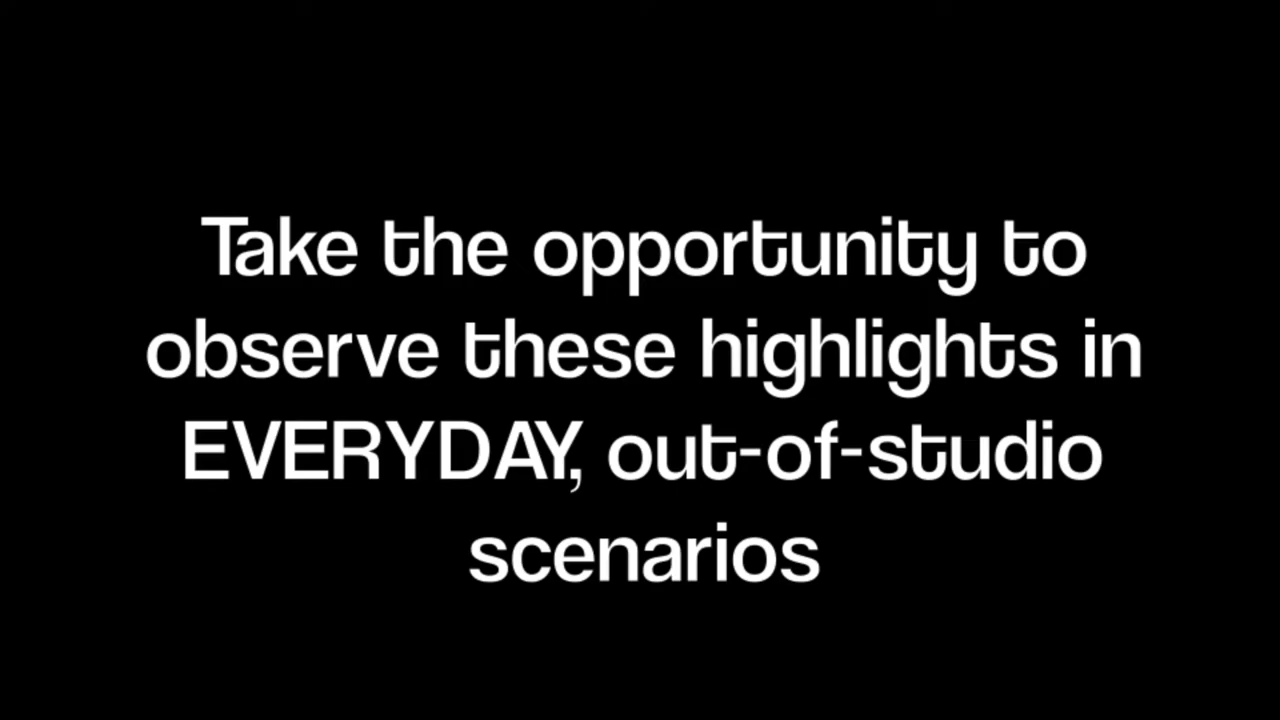 Take the opportunity to
observe these highlights in
EVERYDAY, out-of-studio
scenarios